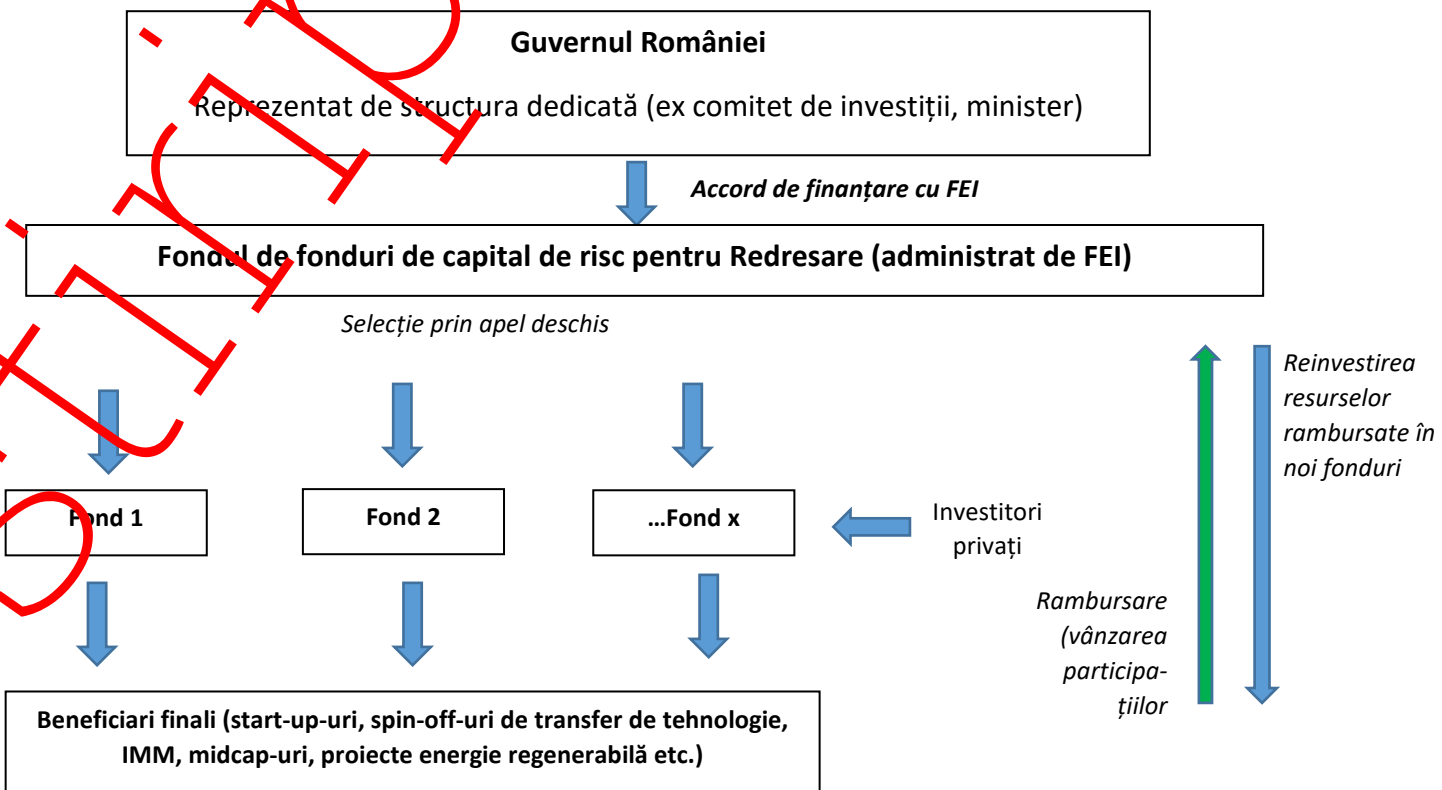 Guvernul României
Reprezentat de structura dedicată (ex comitet de investiții, minister)
Accord de finanțare cu FEI
Fondul de fonduri de capital de risc pentru Redresare (administrat de FEI)
Selecție prin apel deschis
Reinvestirea
resurselor
rambursate în
noi fonduri
Fond 1
Fond 2
...Fond x
Investitori
privați
Rambursare
(vânzarea
participa-
țiilor
Beneficiari finali (start-up-uri, spin-off-uri de transfer de tehnologie,
IMM, midcap-uri, proiecte energie regenerabilă etc.)